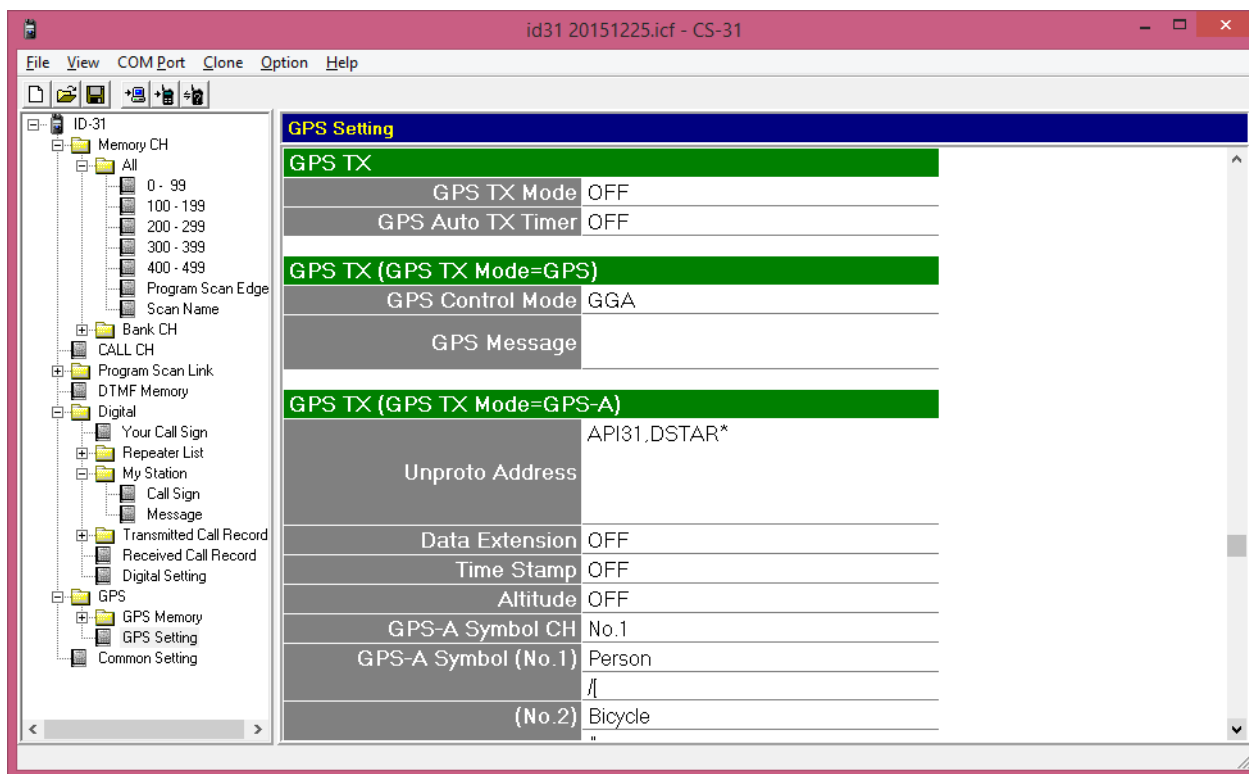 id31 20151225.icf - CS-31
File View COM Port Clone Option Help
ID-31
Memory CH
All
0 - 99
100 - 199
200 - 299
300 - 399
400 - 499
Program Scan Edge
Scan Name
Bank CH
CALL CH
Program Scan Link
DTMF Memory
Digital
Your Call Sign
Repeater List
My Station
Call Sign
Message
Transmitted Call Record
Received Call Record
Digital Setting
GPS
GPS Memory
GPS Setting
Common Setting
GPS Setting
GPS TX
GPS TX Mode OFF
GPS Auto TX Timer OFF
GPS TX (GPS TX Mode=GPS)
GPS Control Mode GGA
GPS Message
GPS TX (GPS TX Mode=GPS-A)
Unproto Address API31,DSTAR*
Data Extension OFF
Time Stamp OFF
Altitude OFF
GPS-A Symbol CH No.1
GPS-A Symbol (No.1) Person
/[
(No.2) Bicycle